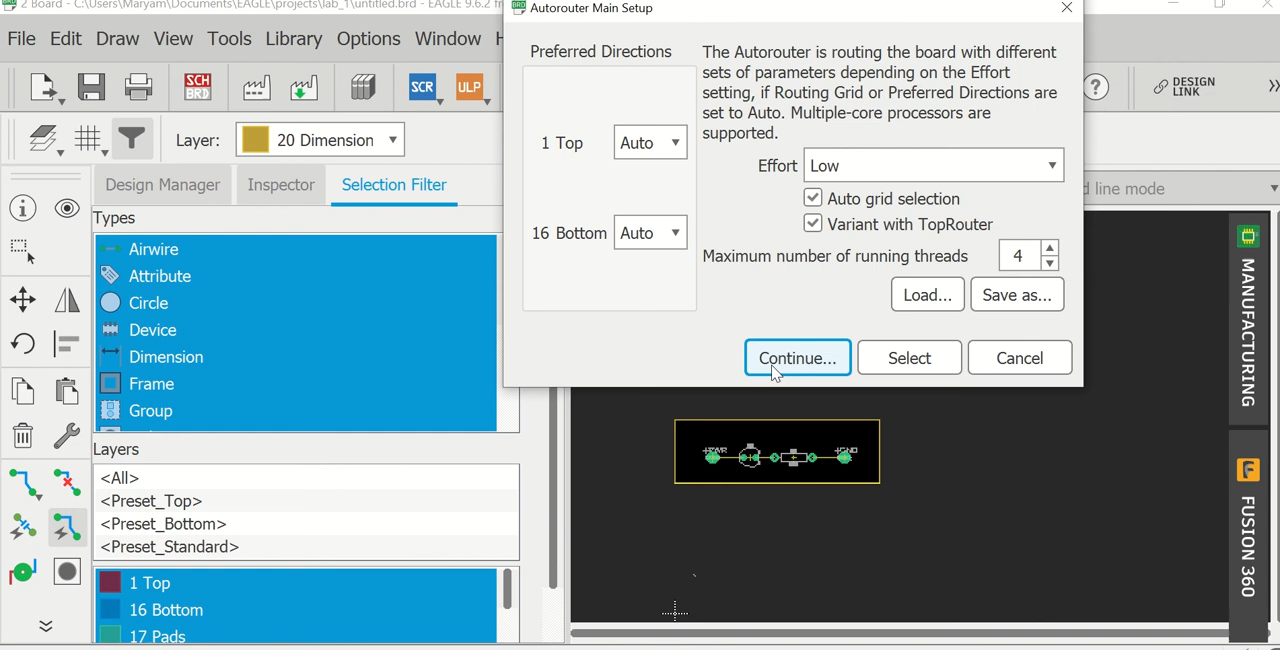 2 Board - C:\Users\Maryam\Documents\EAGLE\projects\lab_1\untitled.brd - EAGLE 9.6.2 fr
Autorouter Main Setup
File Edit Draw View Tools Library Options Window H
SCH
BRD
SCR
ULP
DESIGN
LINK
Layer: 20 Dimension
Design Manager Inspector Selection Filter
Types
Airwire
Attribute
Circle
Device
Dimension
Frame
Group
Layers
<All>
<Preset_Top>
<Preset_Bottom>
<Preset_Standard>
1 Top
16 Bottom
17 Pads
Preferred Directions
1 Top Auto
16 Bottom Auto
The Autorouter is routing the board with different
sets of parameters depending on the Effort
setting, if Routing Grid or Preferred Directions are
set to Auto. Multiple-core processors are
supported.
Effort Low
Auto grid selection
Variant with TopRouter
Maximum number of running threads 4
Load... Save as...
Continue... Select Cancel
d line mode
MANUFACTURING
FUSION 360